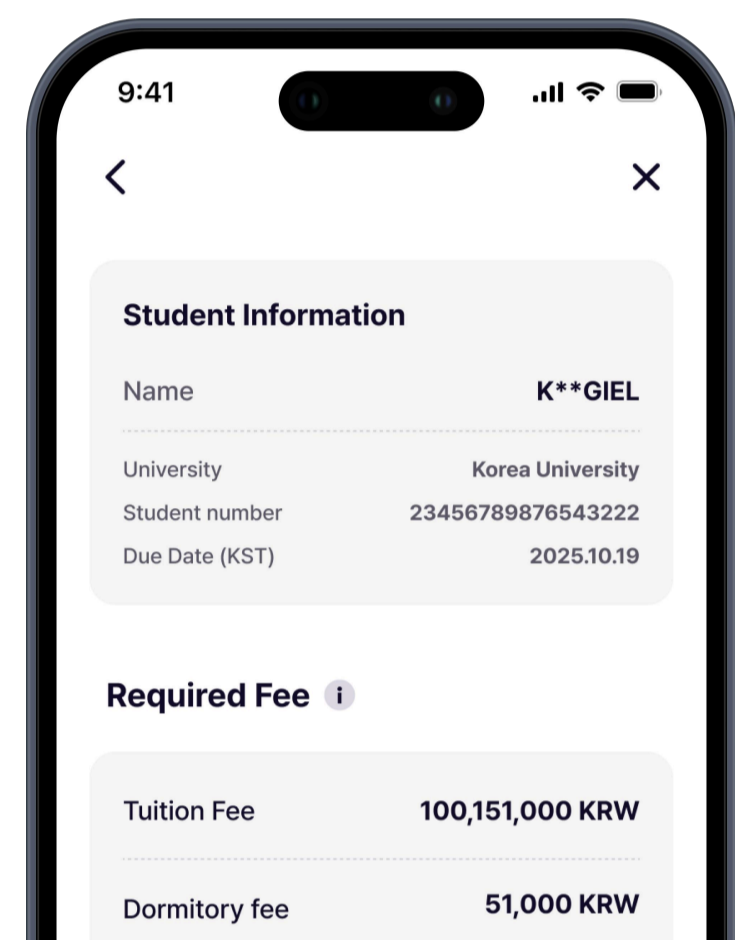 9:41
Student Information
Name K**GIEL
University Korea University
Student number 23456789876543222
Due Date (KST) 2025.10.19
Required Fee i
Tuition Fee 100,151,000 KRW
Dormitory fee 51,000 KRW